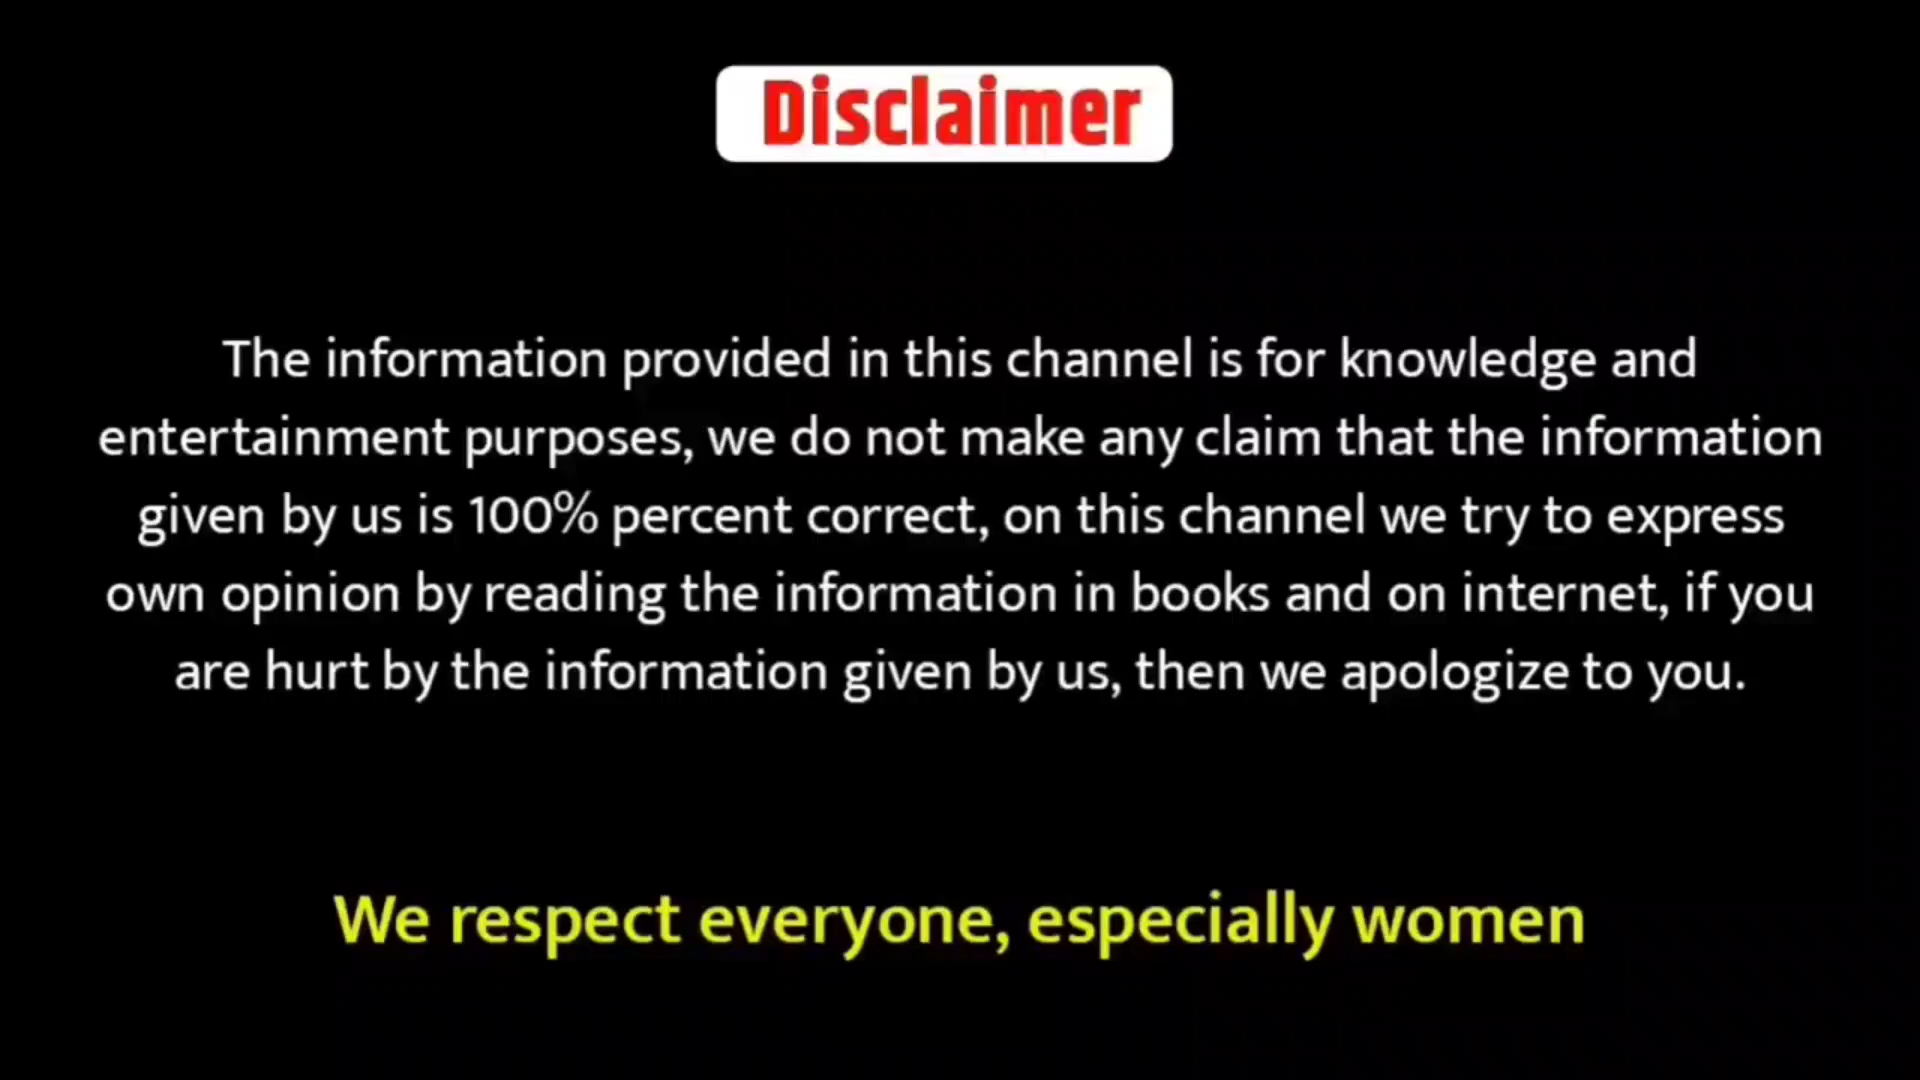 Disclaimer
The information provided in this channel is for knowledge and
entertainment purposes, we do not make any claim that the information
given by us is 100% percent correct, on this channel we try to express
own opinion by reading the information in books and on internet, if you
are hurt by the information given by us, then we apologize to you.
We respect everyone, especially women